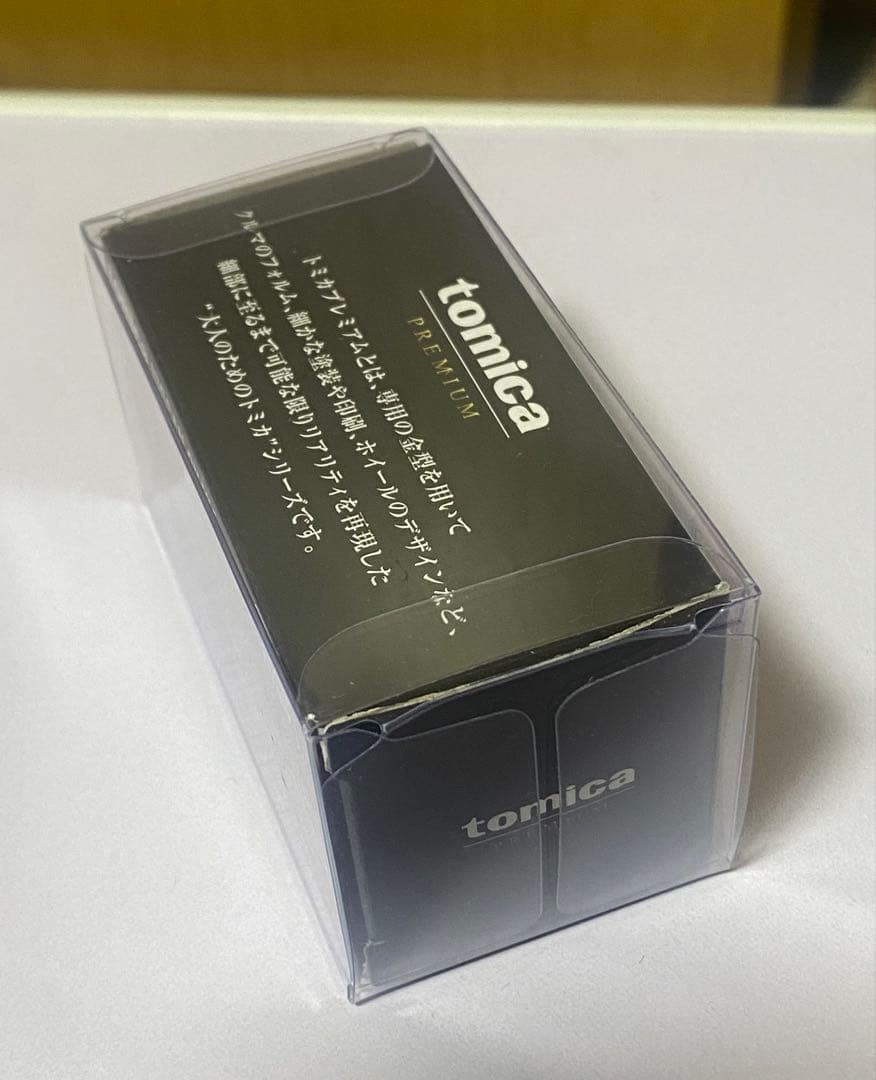 tomica
PREMIUM
トミカプレミアムとは、専用の金型を用いて
クルマのフォルム、細かな塗装や印刷、ホイールのデザインなど、
細部に至るまで可能な限りリアリティを再現した
“大人のためのトミカ”シリーズです。
tomica
PREMIUM